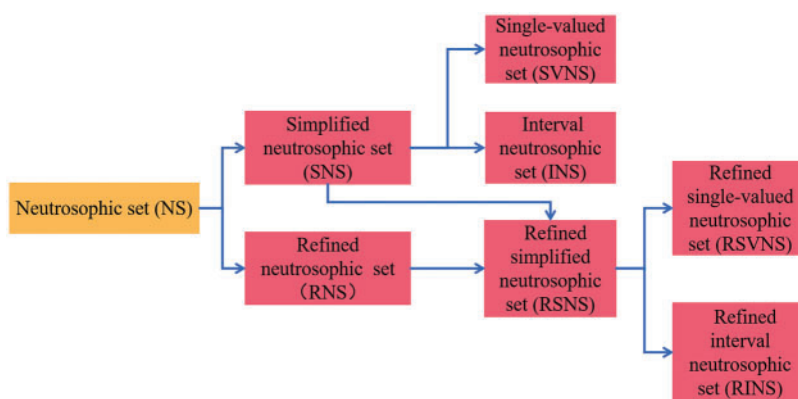 Single-valued
neutrosophic
set (SVNS)
Simplified
neutrosophic set
(SNS)
Interval
neutrosophic
set (INS)
Neutrosophic set (NS)
Refined
neutrosophic set
（RNS）
Refined
simplified
neutrosophic
set (RSNS)
Refined
single-valued
neutrosophic
set (RSVNS)
Refined
interval
neutrosophic
set (RINS)